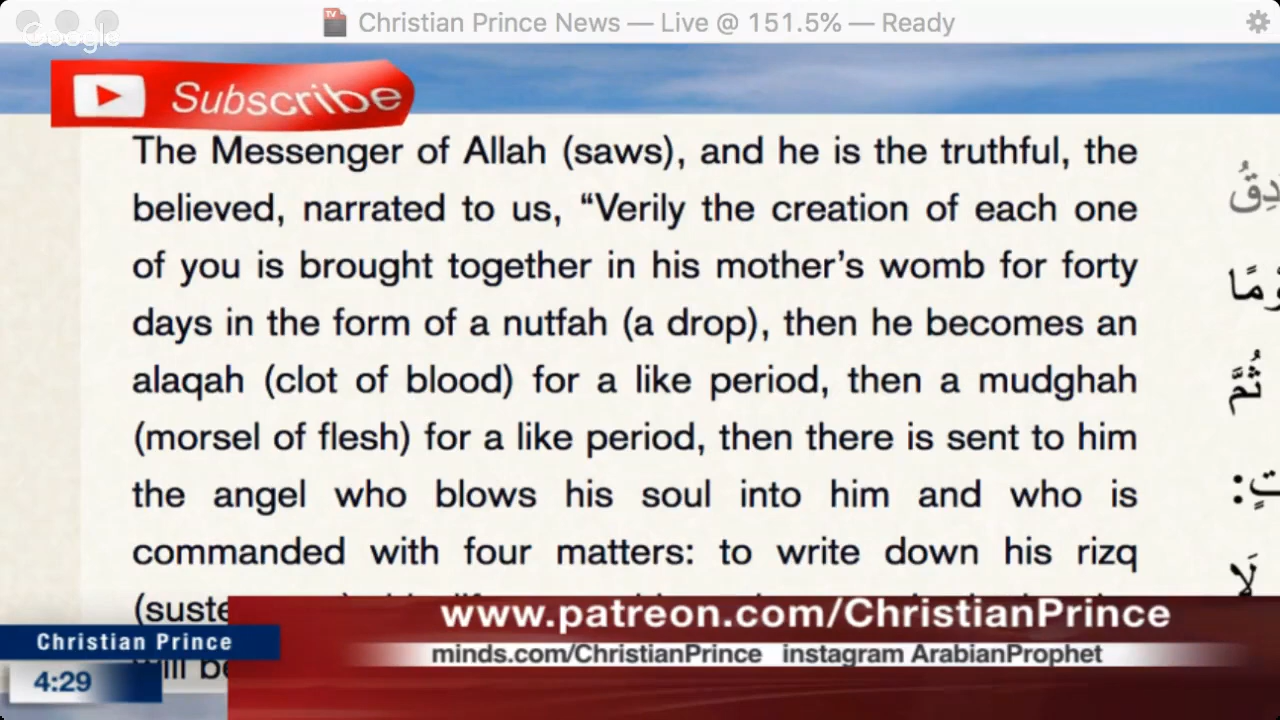 Christian Prince News — Live @ 151.5% — Ready
Google
Subscribe
The Messenger of Allah (saws), and he is the truthful, the
believed, narrated to us, “Verily the creation of each one
of you is brought together in his mother’s womb for forty
days in the form of a nutfah (a drop), then he becomes an
alaqah (clot of blood) for a like period, then a mudghah
(morsel of flesh) for a like period, then there is sent to him
the angel who blows his soul into him and who is
commanded with four matters: to write down his rizq
(suste
will be
ثُمَّ
لَا
www.patreon.com/ChristianPrince
Christian Prince
minds.com/ChristianPrince instagram ArabianProphet
4:29